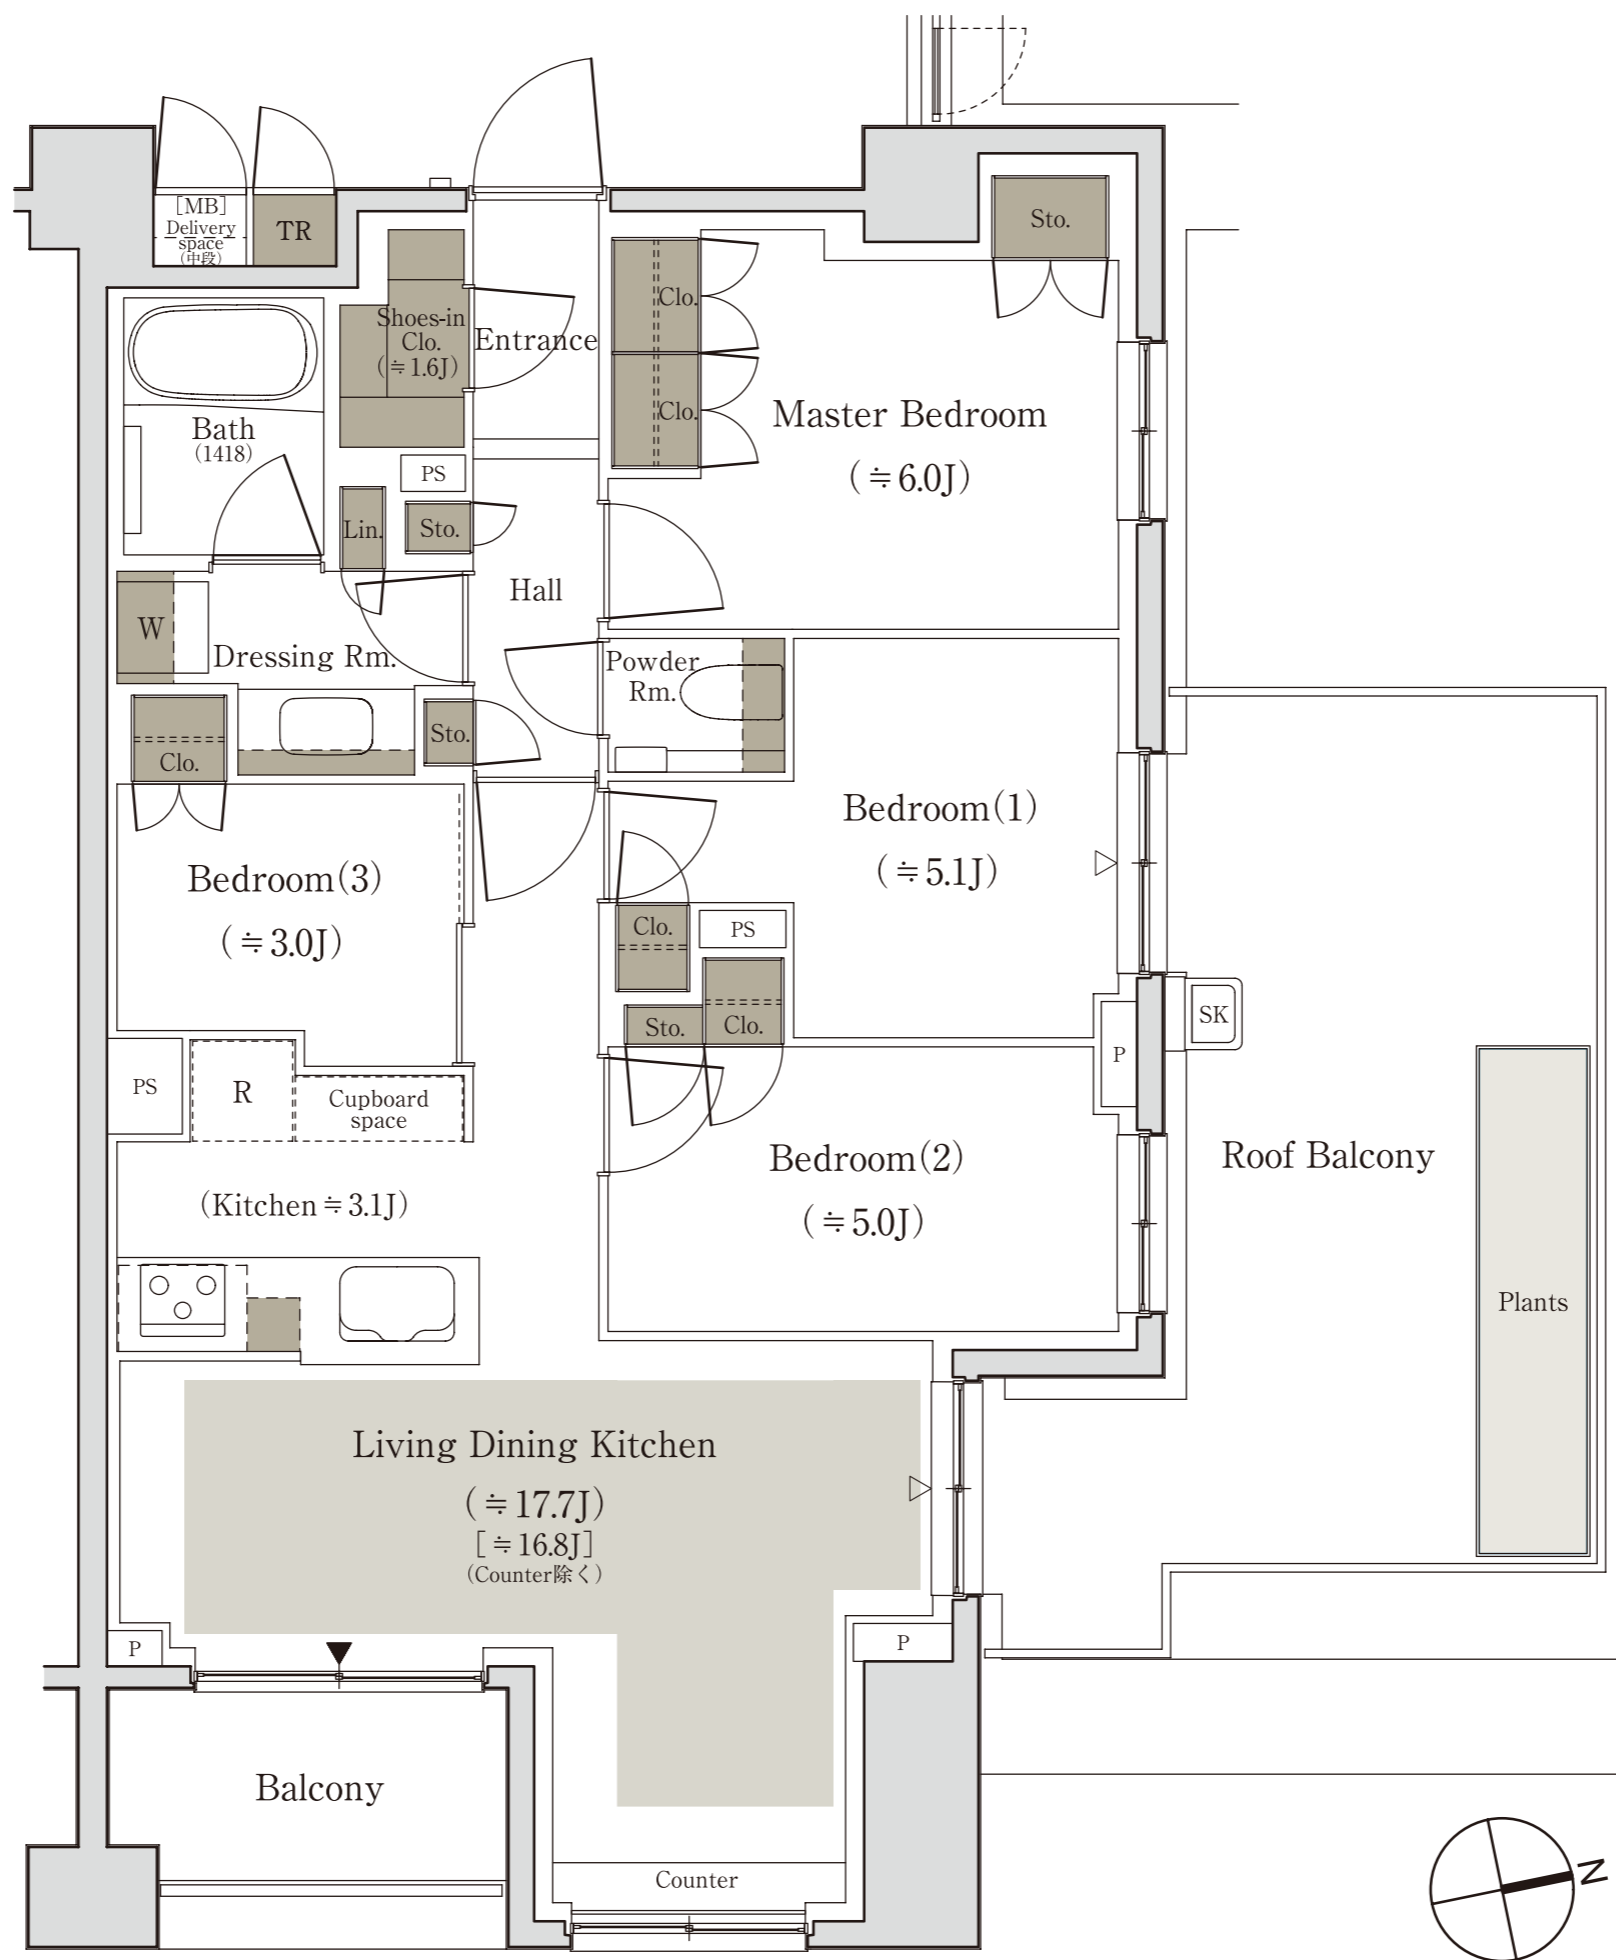 [MB]
Delivery
space
(中段)
TR
Sto.
Shoes-in
Clo.
(≒1.6J)
Entrance
Clo.
Clo.
Master Bedroom
(≒6.0J)
Bath
(1418)
PS
Lin.
Sto.
Hall
W
Dressing Rm.
Powder
Rm.
Sto.
Clo.
Bedroom(1)
(≒5.1J)
Bedroom(3)
(≒3.0J)
Clo.
PS
Sto.
Clo.
SK
P
PS
R
Cupboard
space
Bedroom(2)
(≒5.0J)
Roof Balcony
(Kitchen≒3.1J)
Plants
Living Dining Kitchen
(≒17.7J)
[≒16.8J]
(Counter除く)
P
P
Balcony
Counter
N